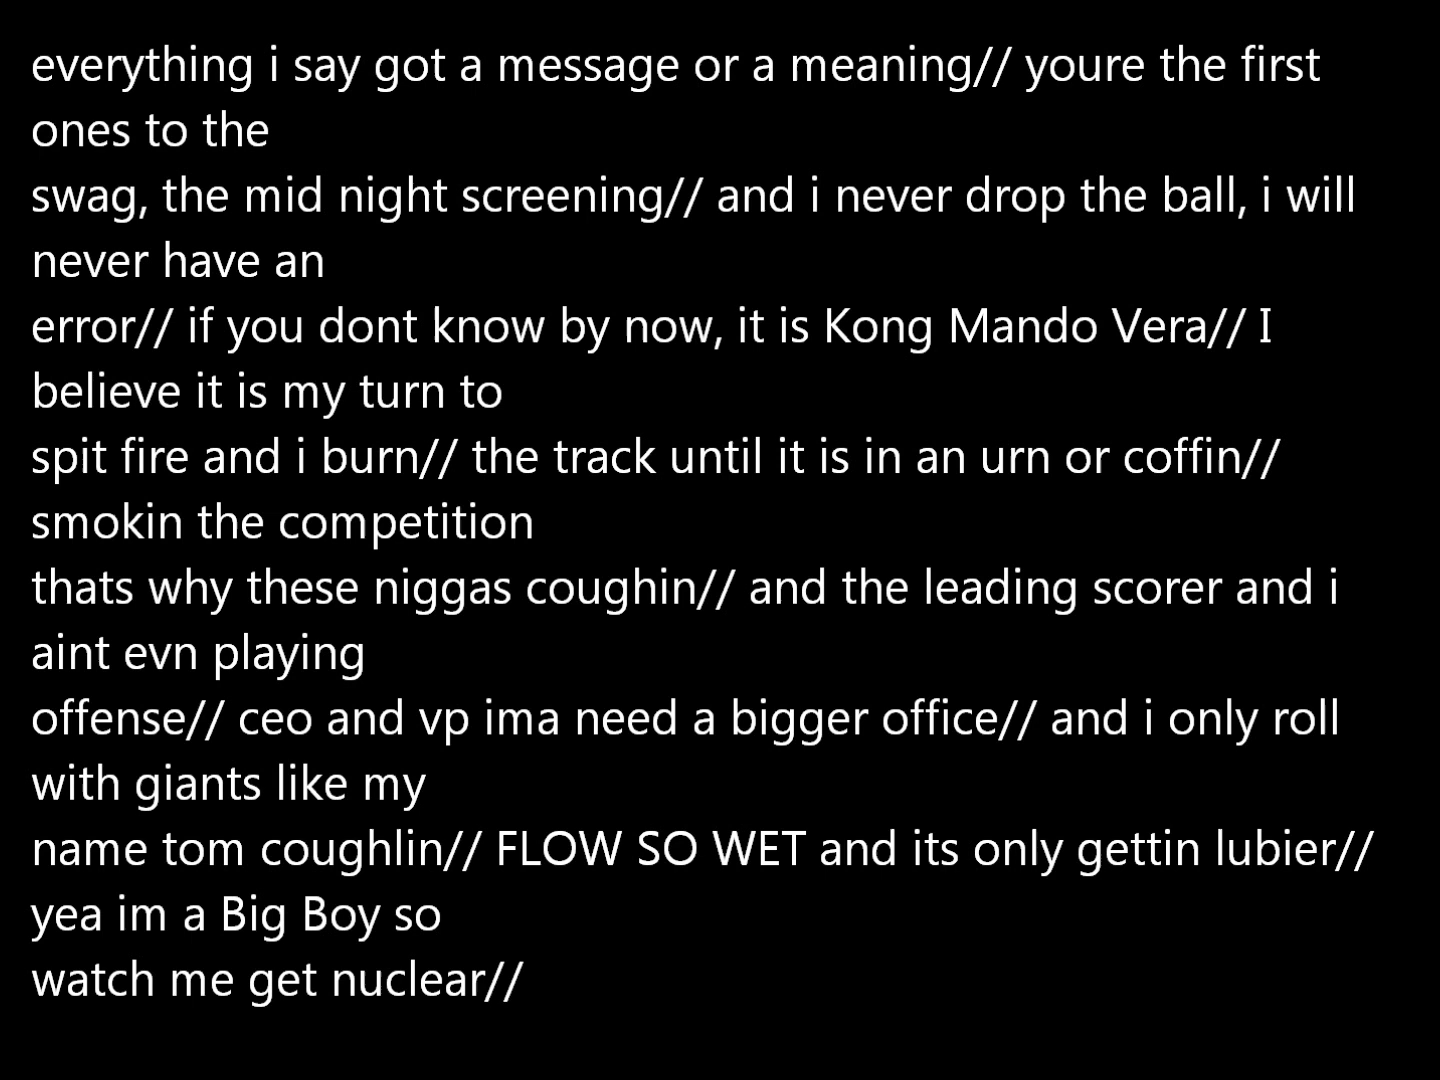 everything i say got a message or a meaning// youre the first
ones to the
swag, the mid night screening// and i never drop the ball, i will
never have an
error// if you dont know by now, it is Kong Mando Vera// I
believe it is my turn to
spit fire and i burn// the track until it is in an urn or coffin//
smokin the competition
thats why these niggas coughin// and the leading scorer and i
aint evn playing
offense// ceo and vp ima need a bigger office// and i only roll
with giants like my
name tom coughlin// FLOW SO WET and its only gettin lubier//
yea im a Big Boy so
watch me get nuclear//